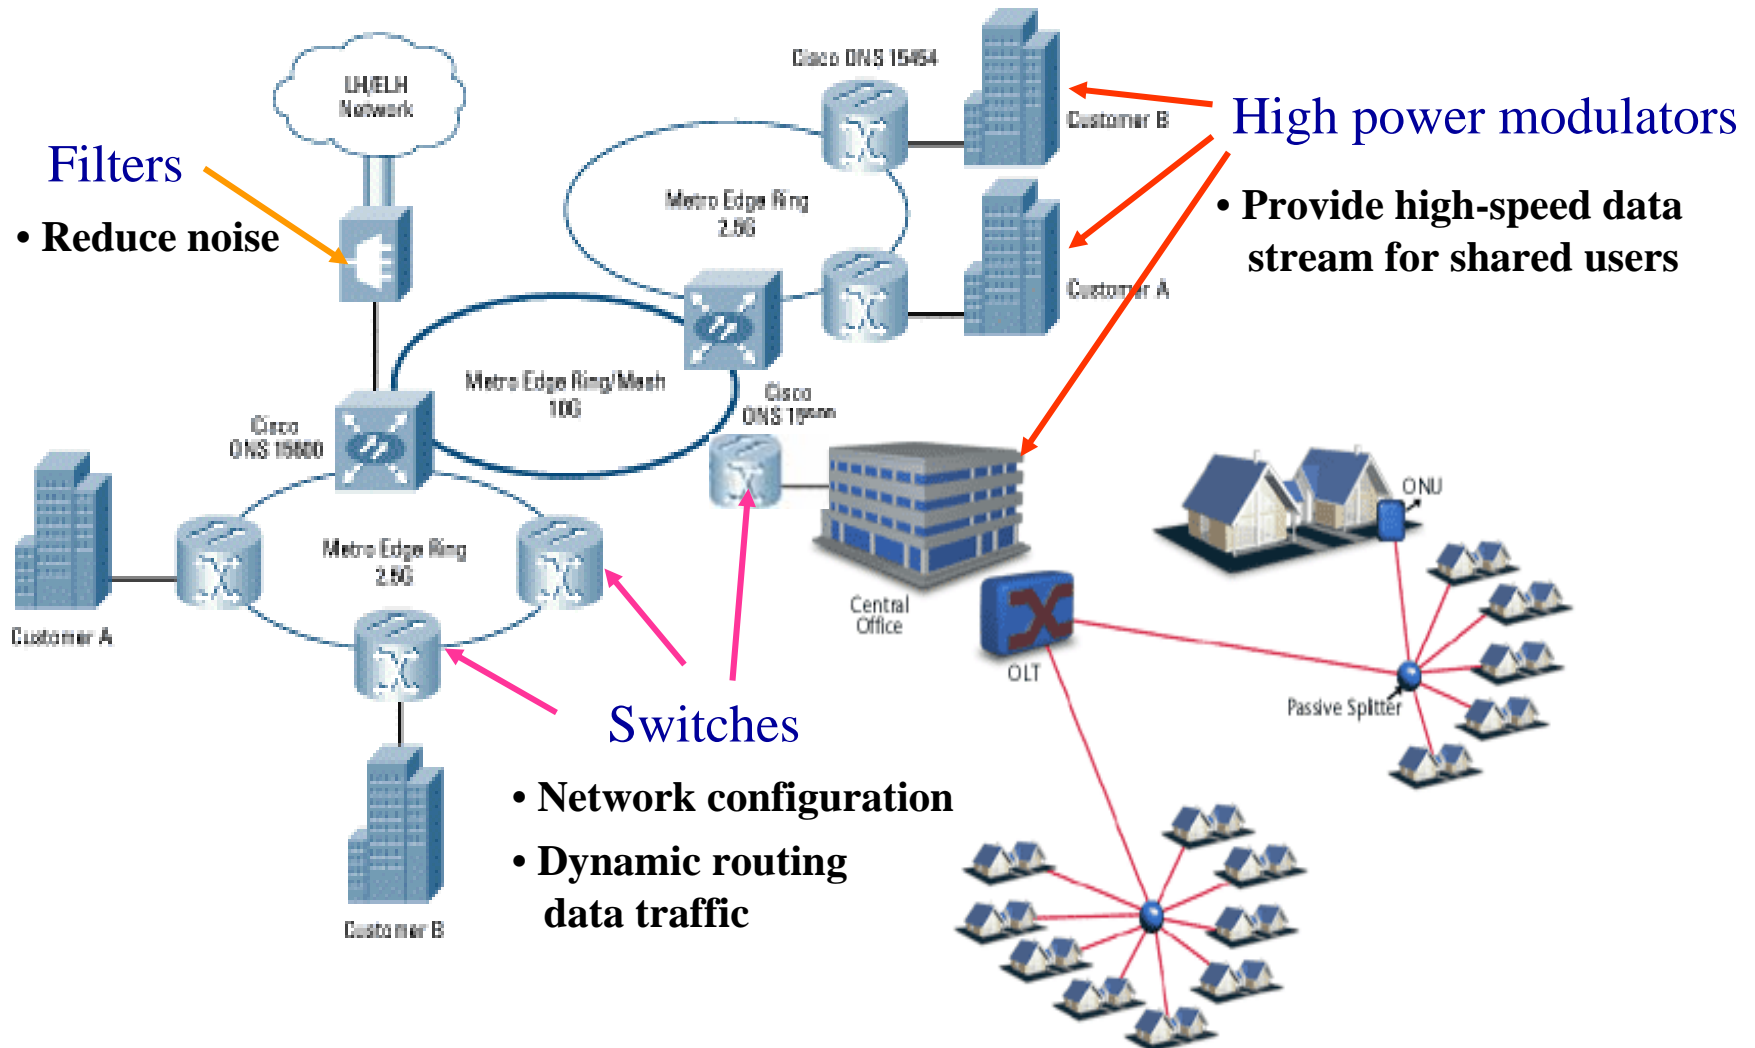 Cisco ONS 15454
LH/ELH
Network
Customer B
High power modulators
Filters
Metro Edge Ring
2.5G
• Provide high-speed data
stream for shared users
• Reduce noise
Customer A
Metro Edge Ring/Mesh
10G
Cisco
ONS
Cisco
ONS 15600
ONU
Metro Edge Ring
2.5G
Central
Office
Customer A
OLT
Passive Splitter
Switches
• Network configuration
• Dynamic routing
data traffic
Customer B